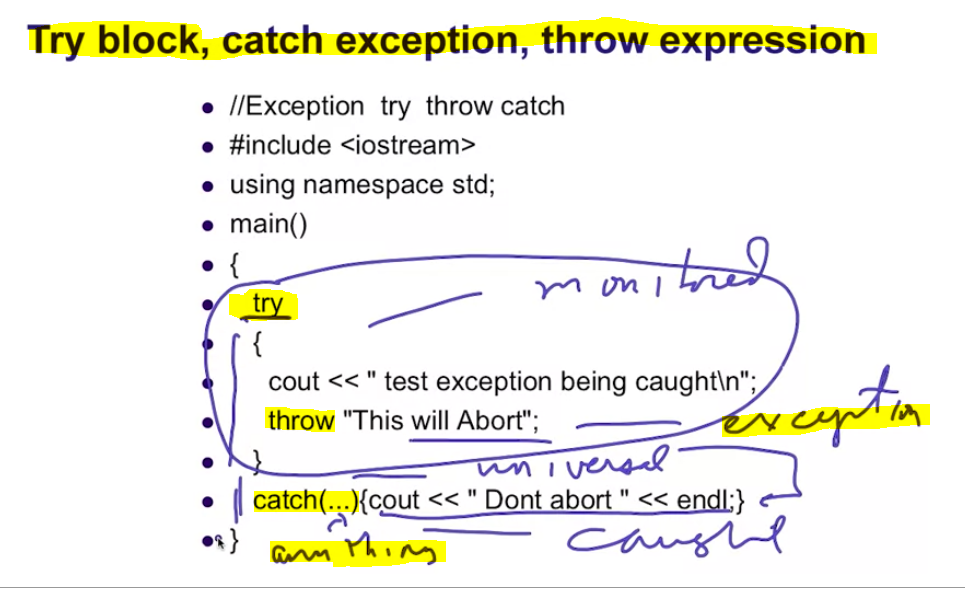 Try block, catch exception, throw expression
//Exception try throw catch
#include <iostream>
using namespace std;
main()
{
monitored
try
{
cout << " test exception being caught\n";
throw "This will Abort";
exception
}
universal
catch(...){cout << " Dont abort " << endl;}
caught
}
anything